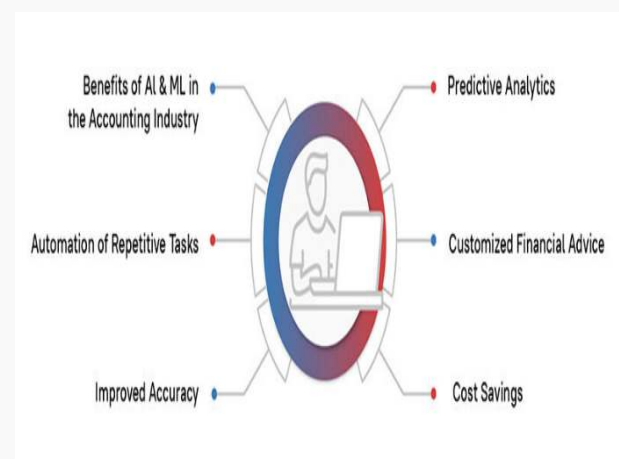 Benefits of AI & ML in
the Accounting Industry
Automation of Repetitive Tasks
Improved Accuracy
Predictive Analytics
Customized Financial Advice
Cost Savings